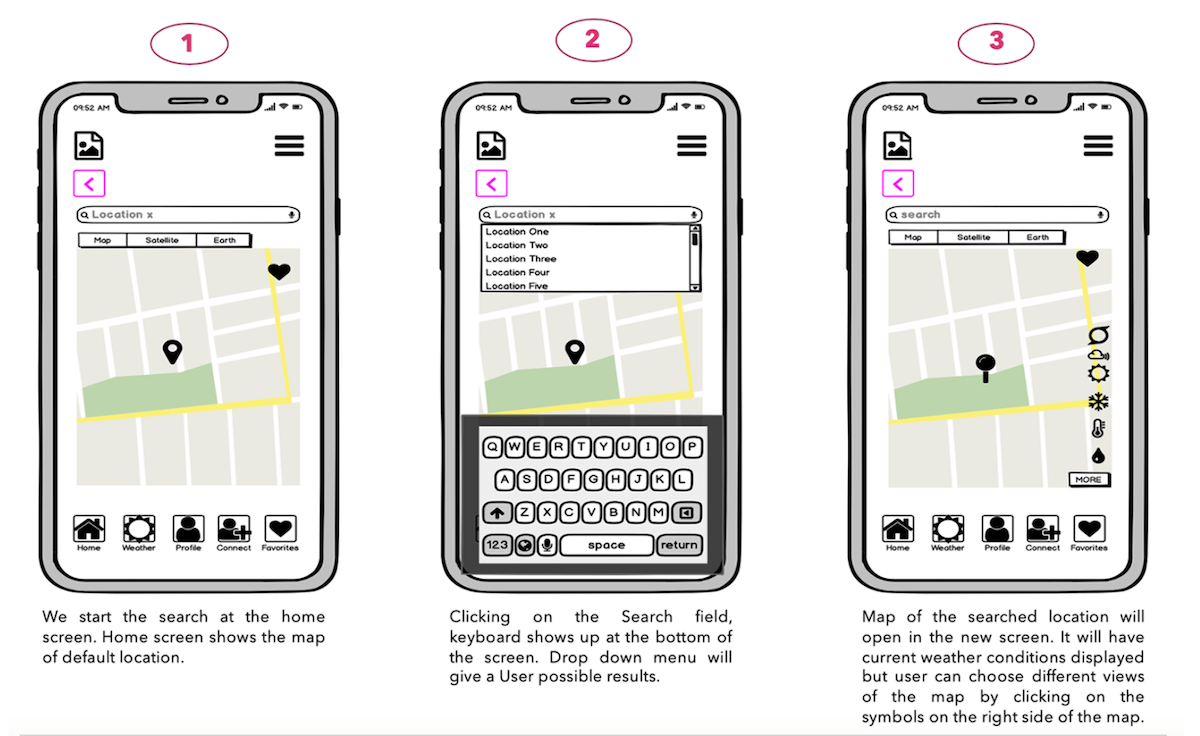 1
09:52 AM
Location x
Map Satellite Earth
Home Weather Profile Connect Favorites
We start the search at the home
screen. Home screen shows the map
of default location.
2
09:52 AM
Location x
Location One
Location Two
Location Three
Location Four
Location Five
Q W E R T Y U I O P
A S D F G H J K L
Z X C V B N M
123 space return
Clicking on the Search field,
keyboard shows up at the bottom of
the screen. Drop down menu will
give a User possible results.
3
09:52 AM
search
Map Satellite Earth
MORE
Home Weather Profile Connect Favorites
Map of the searched location will
open in the new screen. It will have
current weather conditions displayed
but user can choose different views
of the map by clicking on the
symbols on the right side of the map.